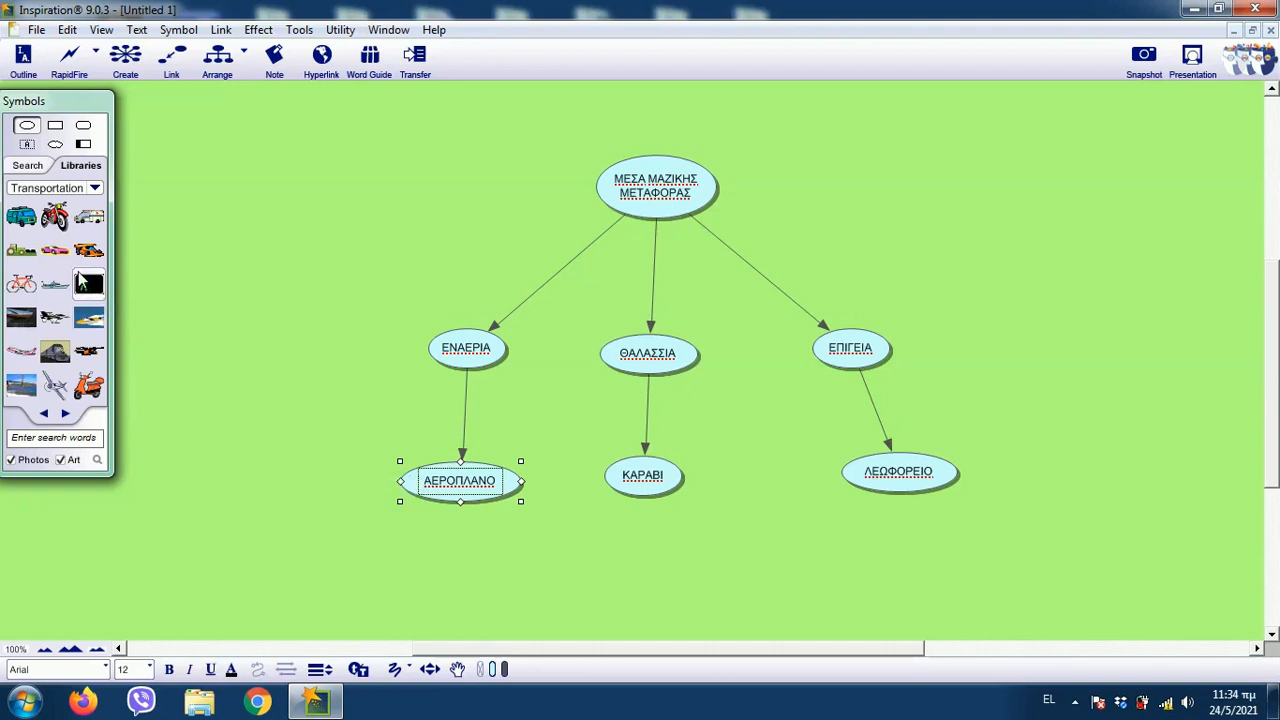 Inspiration® 9.0.3 - [Untitled 1]
File Edit View Text Symbol Link Effect Tools Utility Window Help
Outline RapidFire Create Link Arrange Note Hyperlink Word Guide Transfer Snapshot Presentation
Symbols
Search Libraries
Transportation
ΜΕΣΑ ΜΑΖΙΚΗΣ
ΜΕΤΑΦΟΡΑΣ
ΕΝΑΕΡΙΑ
ΘΑΛΑΣΣΙΑ
ΕΠΙΓΕΙΑ
ΑΕΡΟΠΛΑΝΟ
ΚΑΡΑΒΙ
ΛΕΩΦΟΡΕΙΟ
Enter search words
Photos Art
100%
Arial 12 B I U A
EL
11:34 πμ
24/5/2021